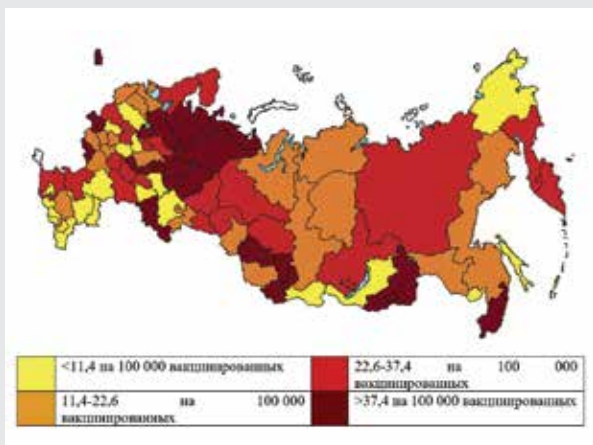 <11,4 на 100 000 вакцинированных
22,6-37,4 на 100 000
вакцинированных
11,4-22,6 на 100 000
вакцинированных.
>37,4 на 100 000 вакцинированных